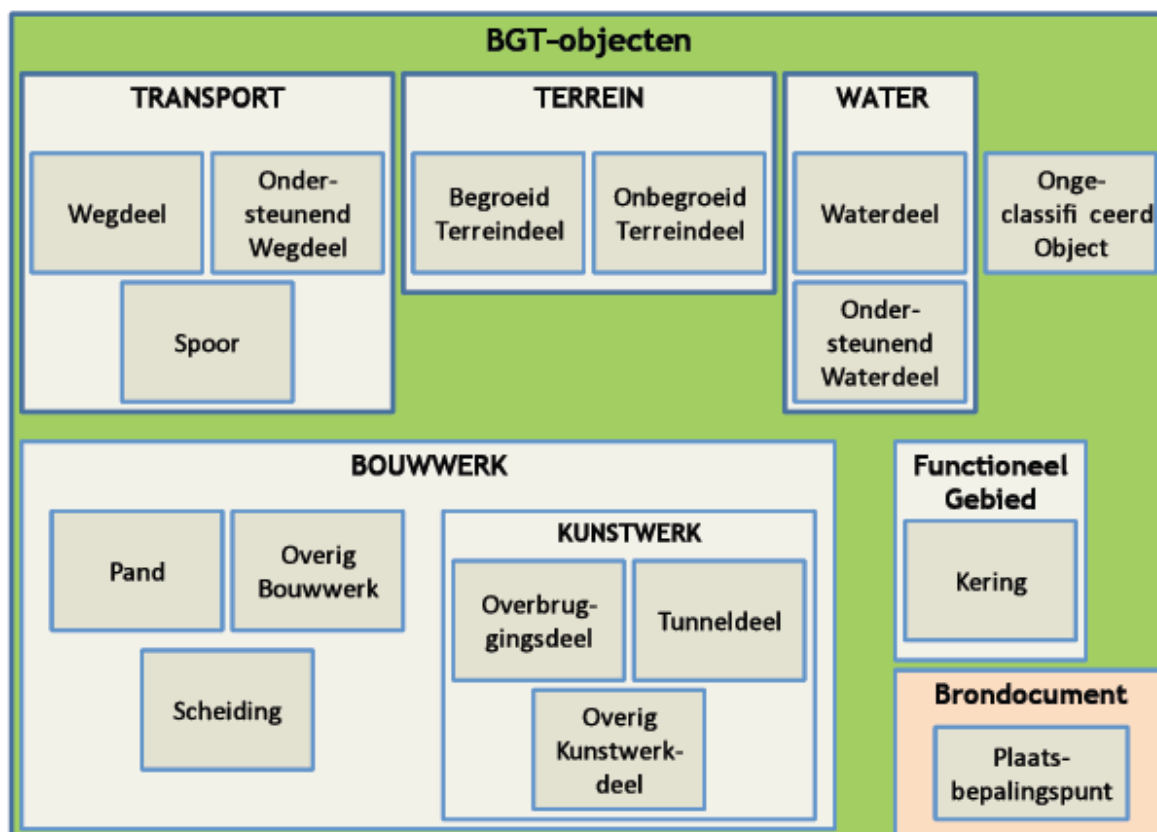 BGT-objecten
TRANSPORT
Wegdeel
Onder-
steunend
Wegdeel
Spoor
TERREIN
Begroeid
Terreindeel
Onbegroeid
Terreindeel
WATER
Waterdeel
Onder-
steunend
Waterdeel
Onge-
classifi ceerd
Object
BOUWWERK
Pand
Overig
Bouwwerk
Scheiding
KUNSTWERK
Overbrug-
gingsdeel
Tunneldeel
Overig
Kunstwerk-
deel
Functioneel
Gebied
Kering
Brondocument
Plaats-
bepalingspunt